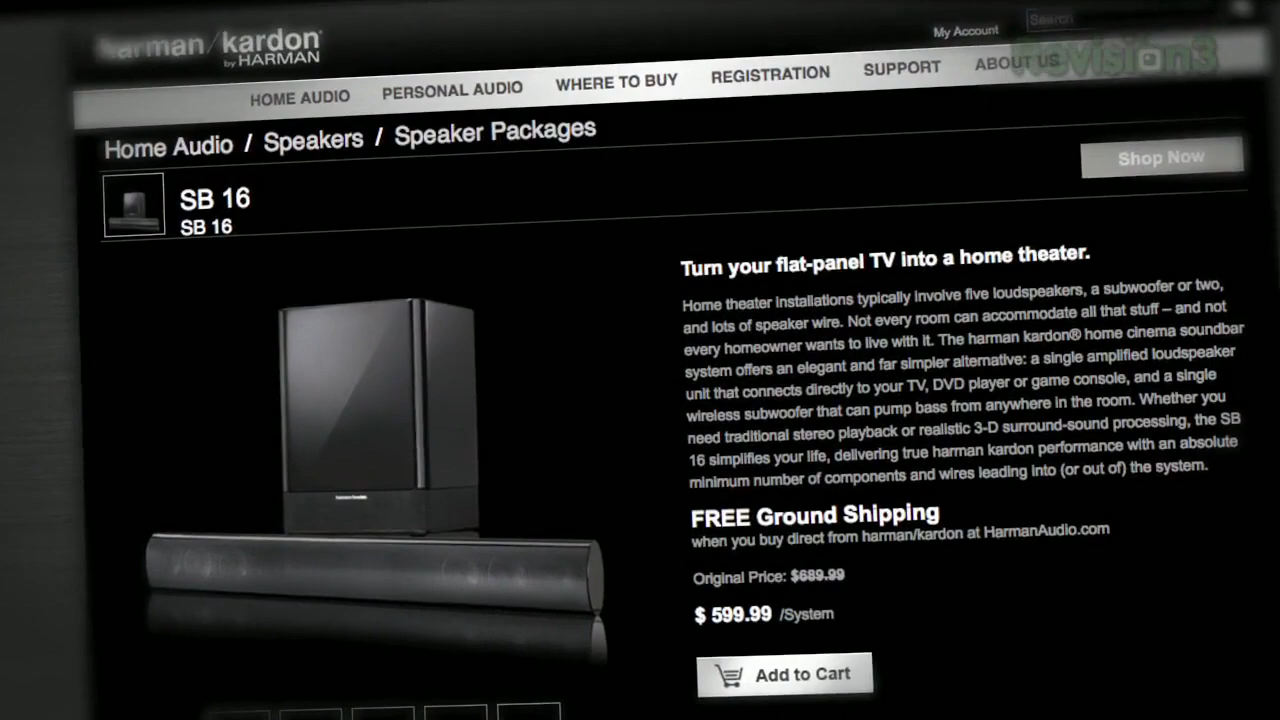 harman/kardon
by HARMAN
My Account
Search
Revision3
HOME AUDIO PERSONAL AUDIO WHERE TO BUY REGISTRATION SUPPORT ABOUT US
Home Audio / Speakers / Speaker Packages
Shop Now
SB 16
SB 16
Turn your flat-panel TV into a home theater.
Home theater installations typically involve five loudspeakers, a subwoofer or two,
and lots of speaker wire. Not every room can accommodate all that stuff – and not
every homeowner wants to live with it. The harman kardon® home cinema soundbar
system offers an elegant and far simpler alternative: a single amplified loudspeaker
unit that connects directly to your TV, DVD player or game console, and a single
wireless subwoofer that can pump bass from anywhere in the room. Whether you
need traditional stereo playback or realistic 3-D surround-sound processing, the SB
16 simplifies your life, delivering true harman kardon performance with an absolute
minimum number of components and wires leading into (or out of) the system.
FREE Ground Shipping
when you buy direct from harman/kardon at HarmanAudio.com
Original Price: $689.99
$ 599.99 /System
Add to Cart